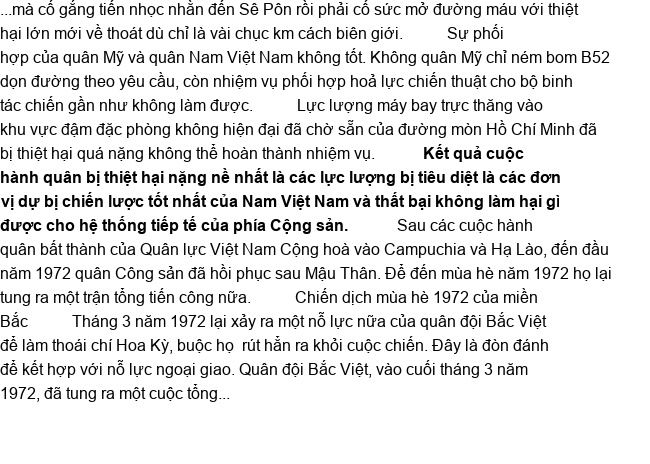 ...mà cố gắng tiến nhọc nhằn đến Sê Pôn rồi phải cố sức mở đường máu với thiệt
hại lớn mới về thoát dù chỉ là vài chục km cách biên giới. Sự phối
hợp của quân Mỹ và quân Nam Việt Nam không tốt. Không quân Mỹ chỉ ném bom B52
dọn đường theo yêu cầu, còn nhiệm vụ phối hợp hoả lực chiến thuật cho bộ binh
tác chiến gần như không làm được. Lực lượng máy bay trực thăng vào
khu vực đậm đặc phòng không hiện đại đã chờ sẵn của đường mòn Hồ Chí Minh đã
bị thiệt hại quá nặng không thể hoàn thành nhiệm vụ. Kết quả cuộc
hành quân bị thiệt hại nặng nề nhất là các lực lượng bị tiêu diệt là các đơn
vị dự bị chiến lược tốt nhất của Nam Việt Nam và thất bại không làm hại gì
được cho hệ thống tiếp tế của phía Cộng sản. Sau các cuộc hành
quân bất thành của Quân lực Việt Nam Cộng hoà vào Campuchia và Hạ Lào, đến đầu
năm 1972 quân Công sản đã hồi phục sau Mậu Thân. Để đến mùa hè năm 1972 họ lại
tung ra một trận tổng tiến công nữa. Chiến dịch mùa hè 1972 của miền
Bắc Tháng 3 năm 1972 lại xảy ra một nỗ lực nữa của quân đội Bắc Việt
để làm thoái chí Hoa Kỳ, buộc họ rút hẳn ra khỏi cuộc chiến. Đây là đòn đánh
để kết hợp với nỗ lực ngoại giao. Quân đội Bắc Việt, vào cuối tháng 3 năm
1972, đã tung ra một cuộc tổng...